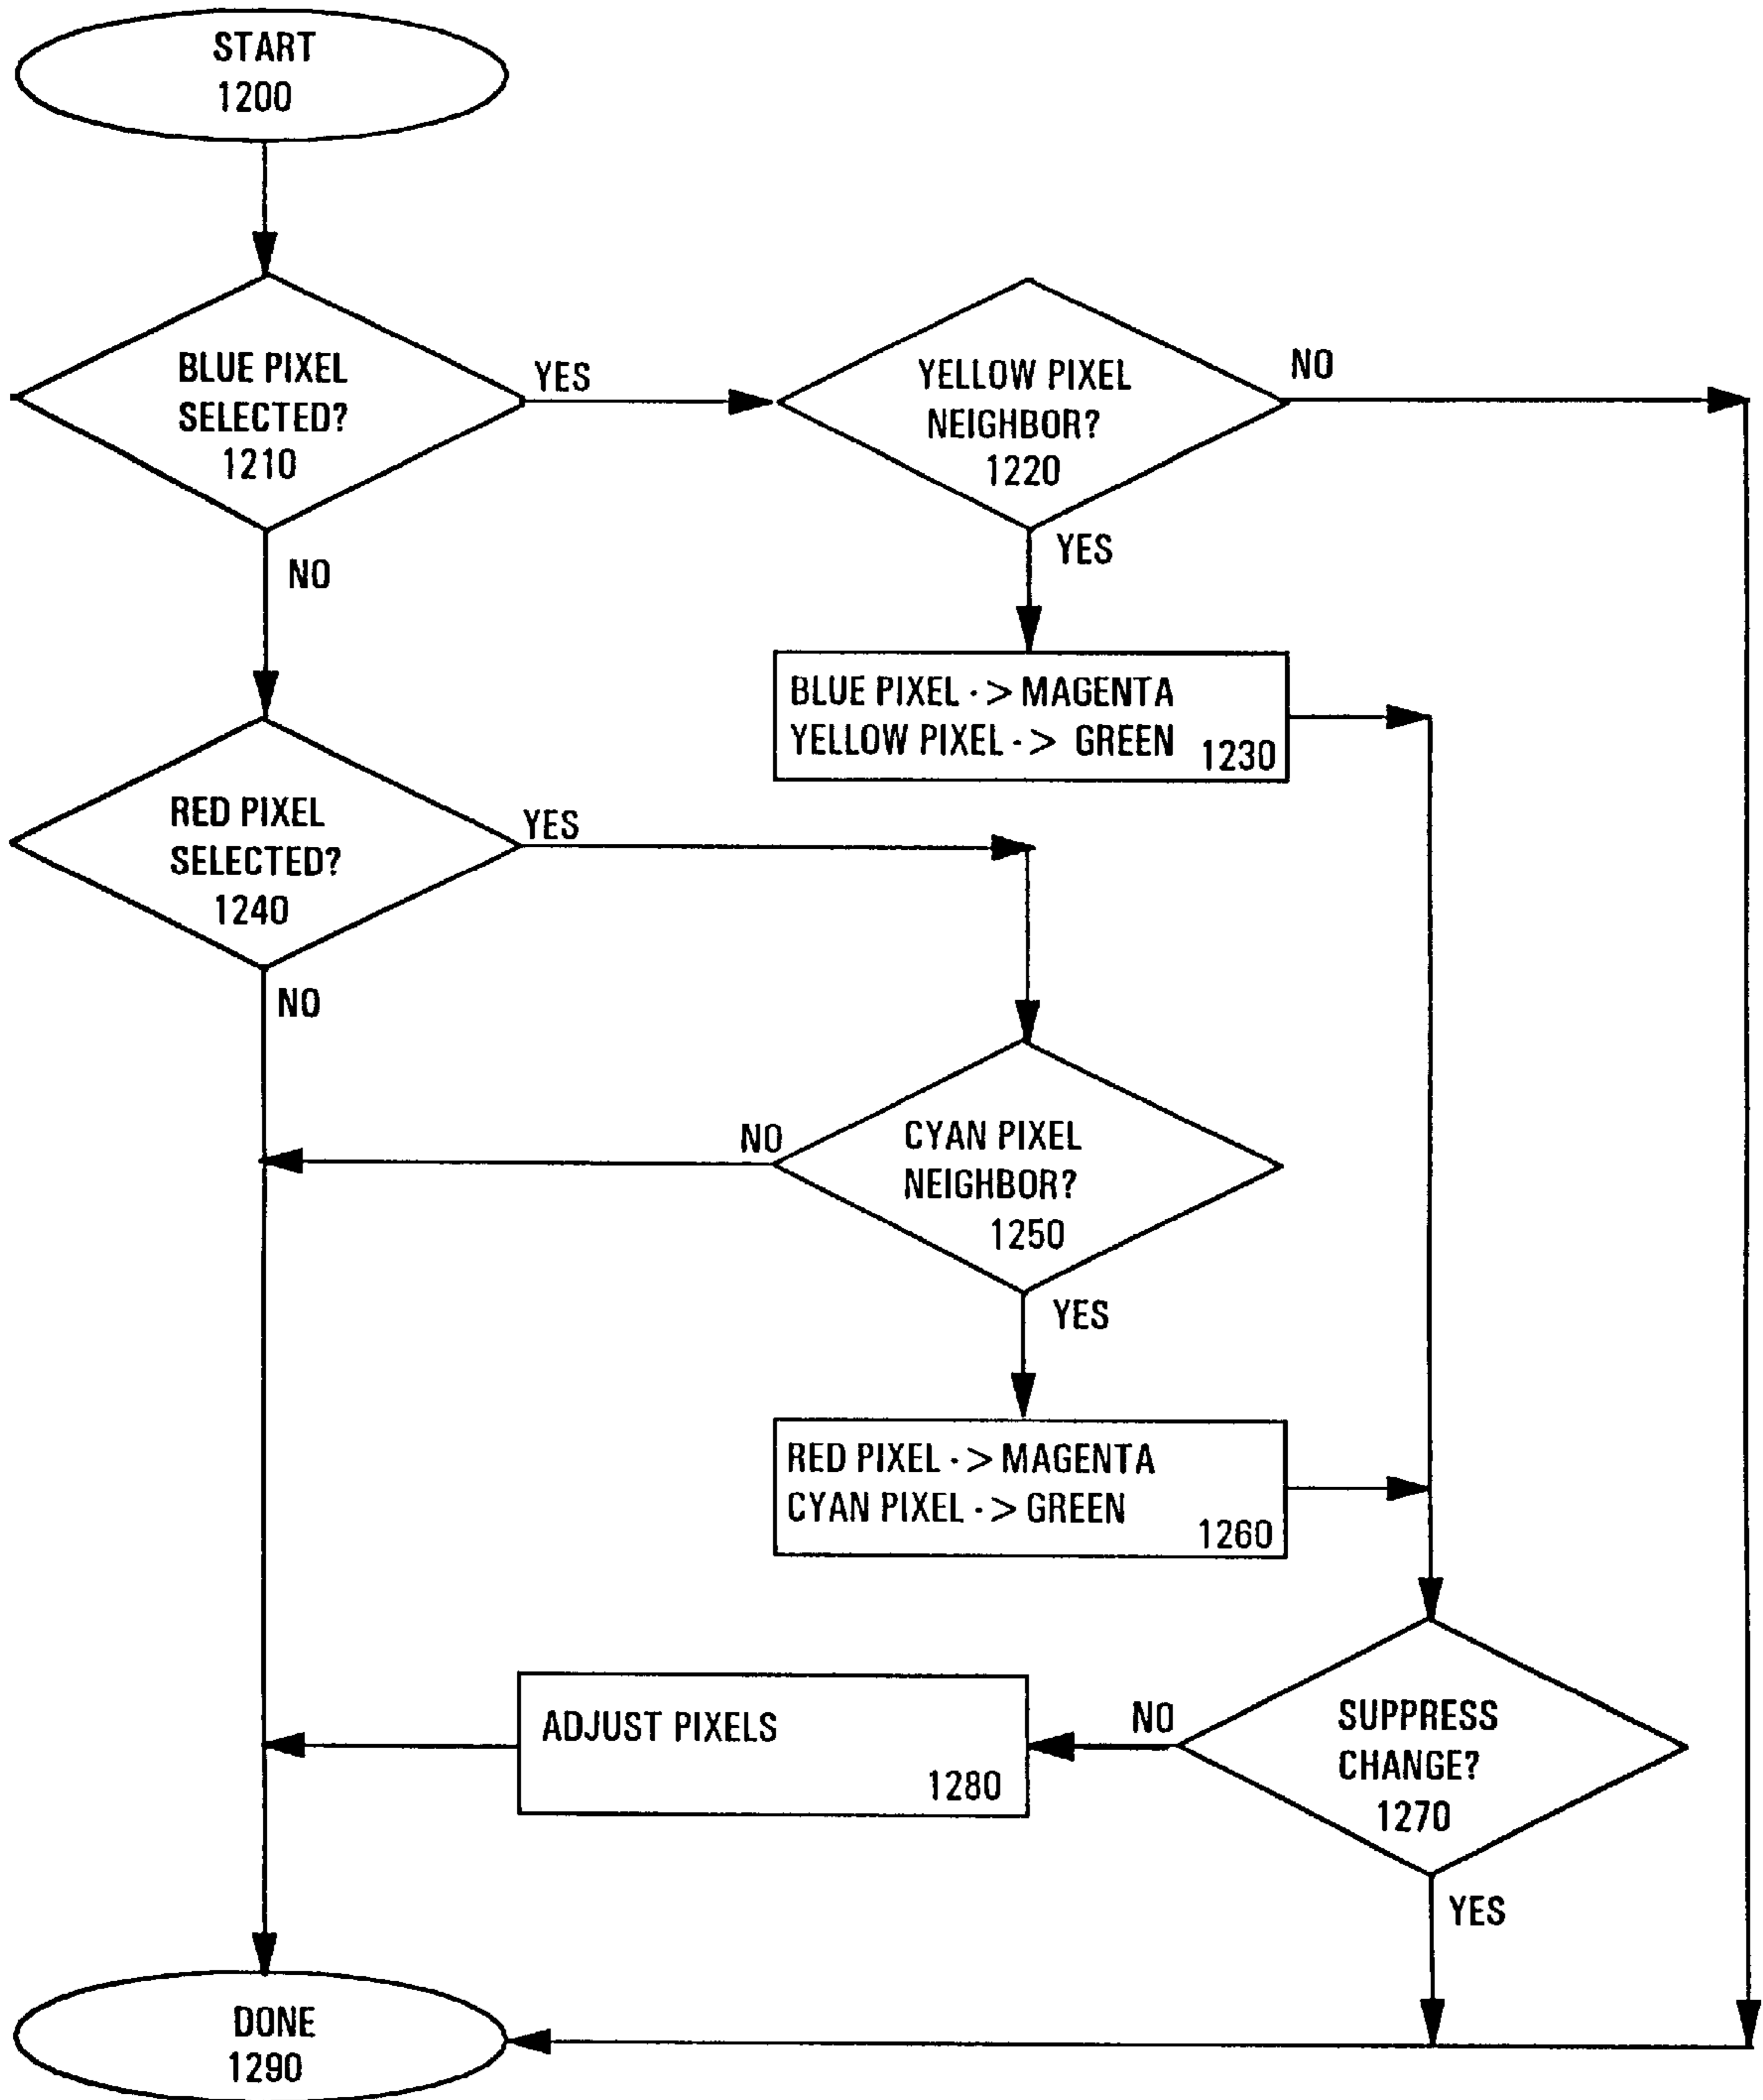 START
1200
BLUE PIXEL
SELECTED?
1210
YES
NO
YELLOW PIXEL
NEIGHBOR?
1220
NO
YES
BLUE PIXEL · > MAGENTA
YELLOW PIXEL · > GREEN
1230
RED PIXEL
SELECTED?
1240
YES
NO
CYAN PIXEL
NEIGHBOR?
1250
NO
YES
RED PIXEL · > MAGENTA
CYAN PIXEL · > GREEN
1260
SUPPRESS
CHANGE?
1270
NO
YES
ADJUST PIXELS
1280
DONE
1290